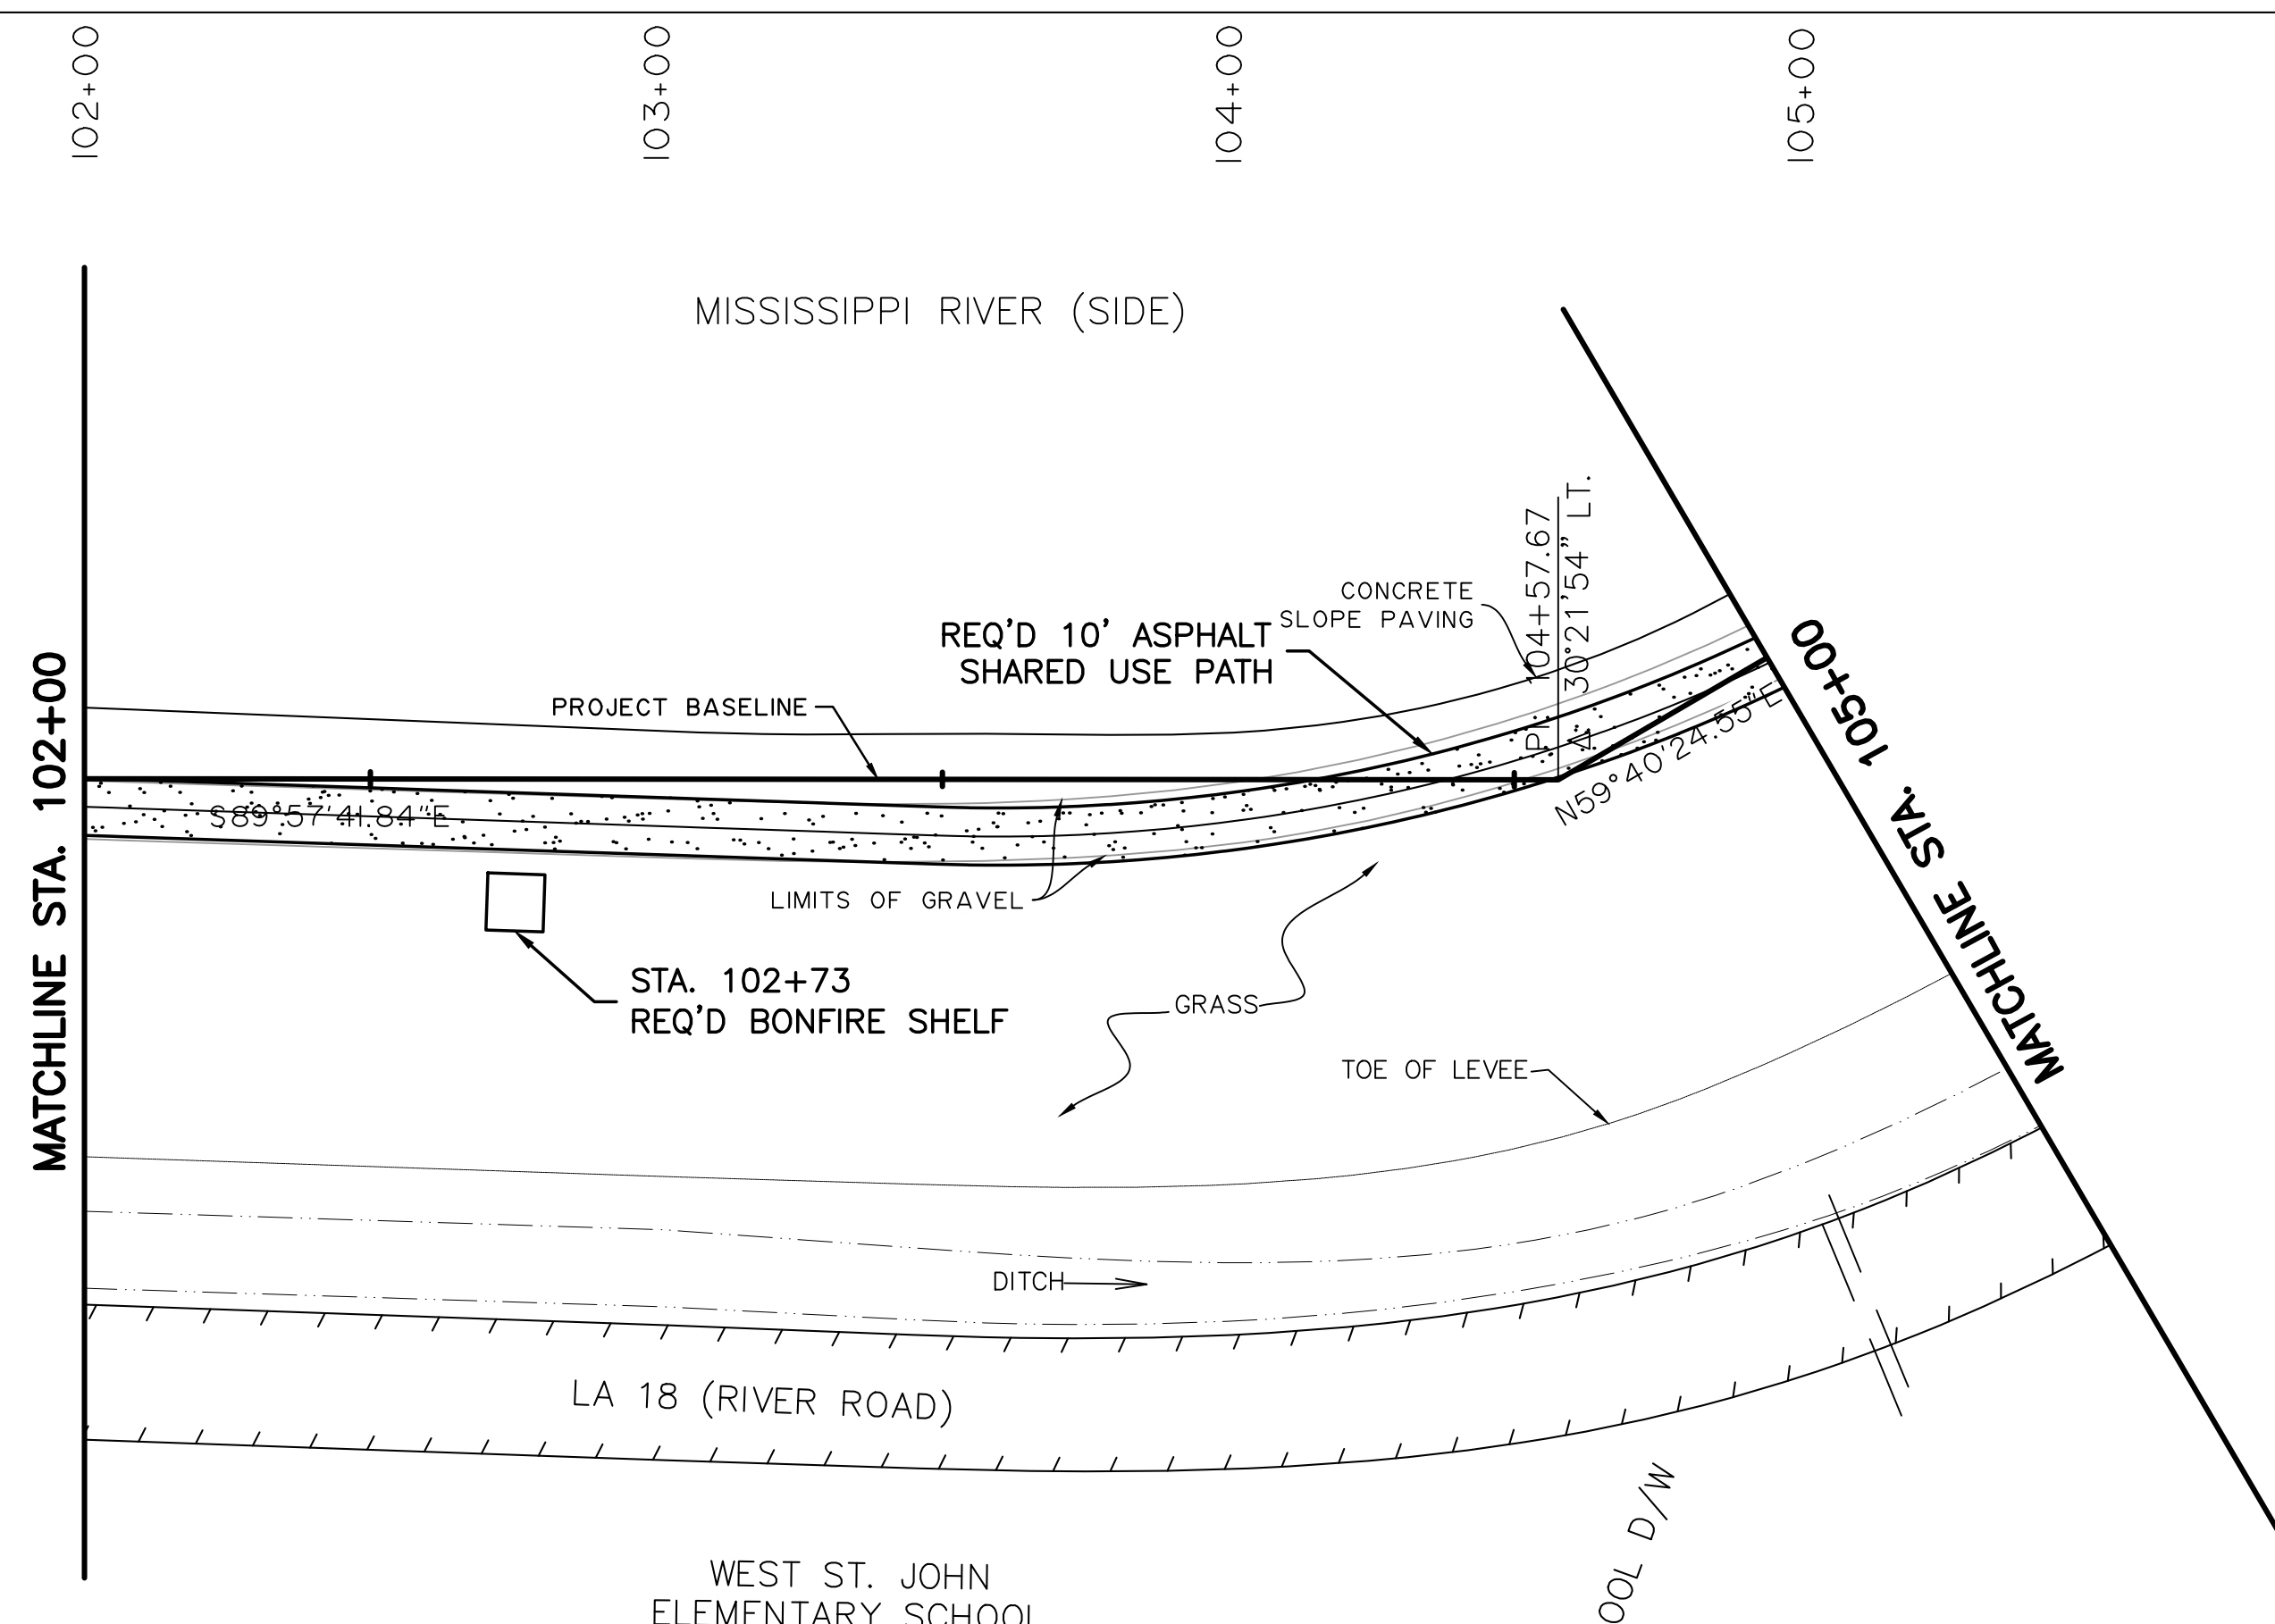 102+00
103+00
104+00
105+00
MISSISSIPPI RIVER (SIDE)
PI 104+57.67
Δ 30°21'54" LT.
CONCRETE
SLOPE PAVING
REQ'D 10' ASPHALT
SHARED USE PATH
PROJECT BASELINE
MATCHLINE STA. 102+00
MATCHLINE STA. 105+00
S89°57'41.84"E
N59°40'24.55"E
LIMITS OF GRAVEL
STA. 102+73
REQ'D BONFIRE SHELF
GRASS
TOE OF LEVEE
DITCH
LA 18 (RIVER ROAD)
OOL D/W
WEST ST. JOHN
ELEMENTARY SCHOOL